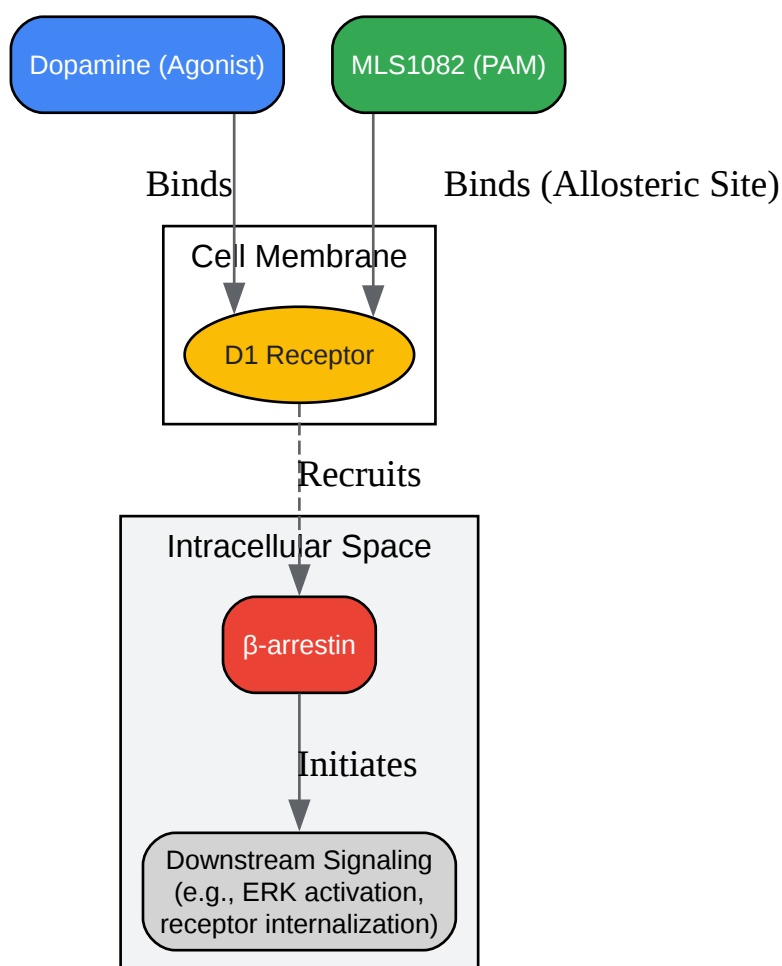 Dopamine (Agonist)
MLS1082 (PAM)
Binds
Binds (Allosteric Site)
Cell Membrane
D1 Receptor
Recruits
Intracellular Space
β-arrestin
Initiates
Downstream Signaling
(e.g., ERK activation,
receptor internalization)